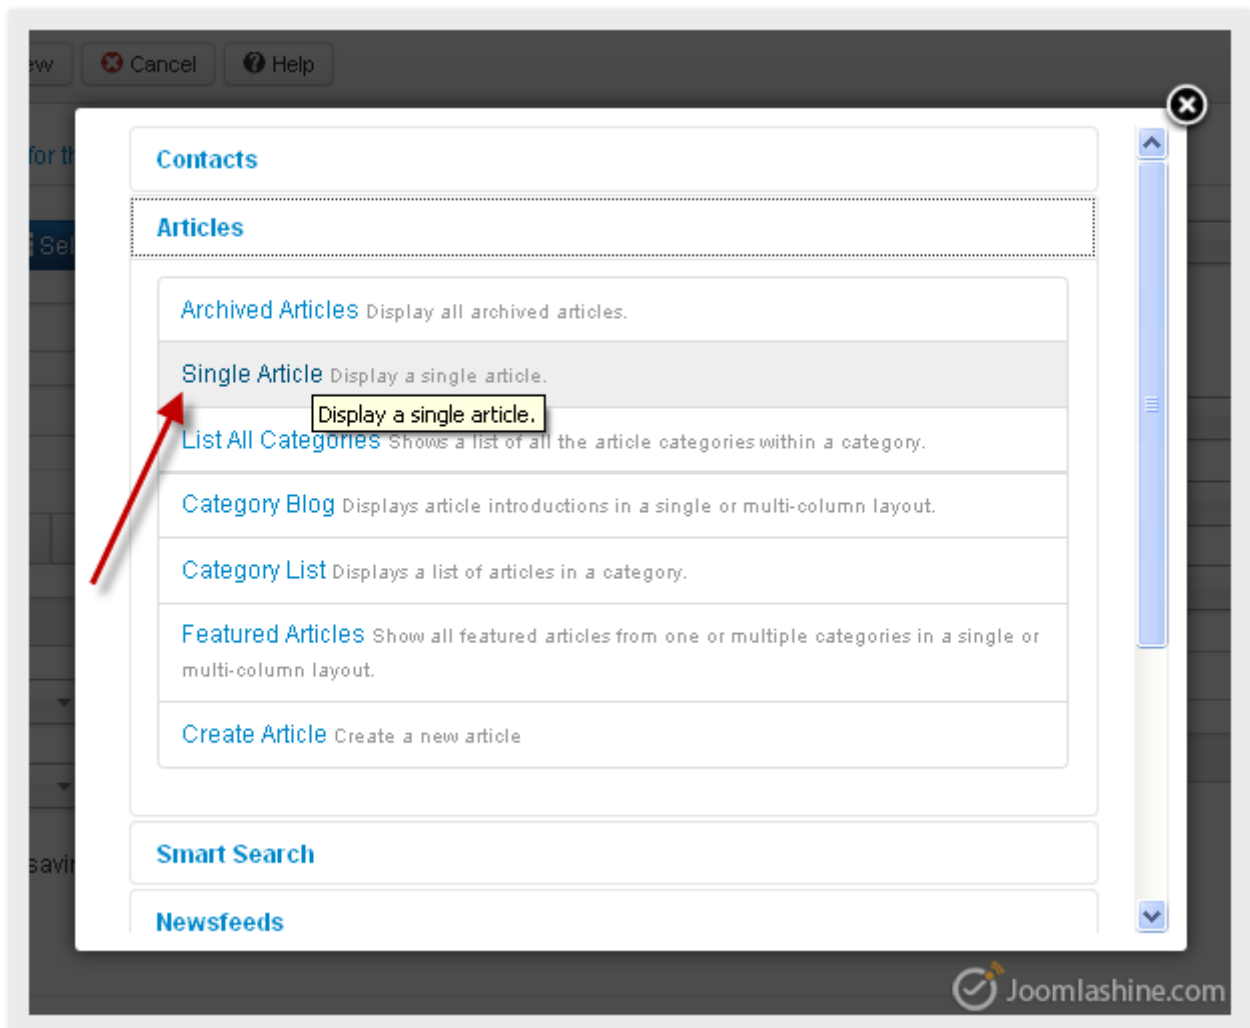 Cancel
Help
for th
Contacts
Articles
Sel
Archived Articles Display all archived articles.
Single Article Display a single article.
Display a single article.
List All Categories Shows a list of all the article categories within a category.
Category Blog Displays article introductions in a single or multi-column layout.
Category List Displays a list of articles in a category.
Featured Articles Show all featured articles from one or multiple categories in a single or
multi-column layout.
Create Article Create a new article
Smart Search
savin
Newsfeeds
Joomlashine.com